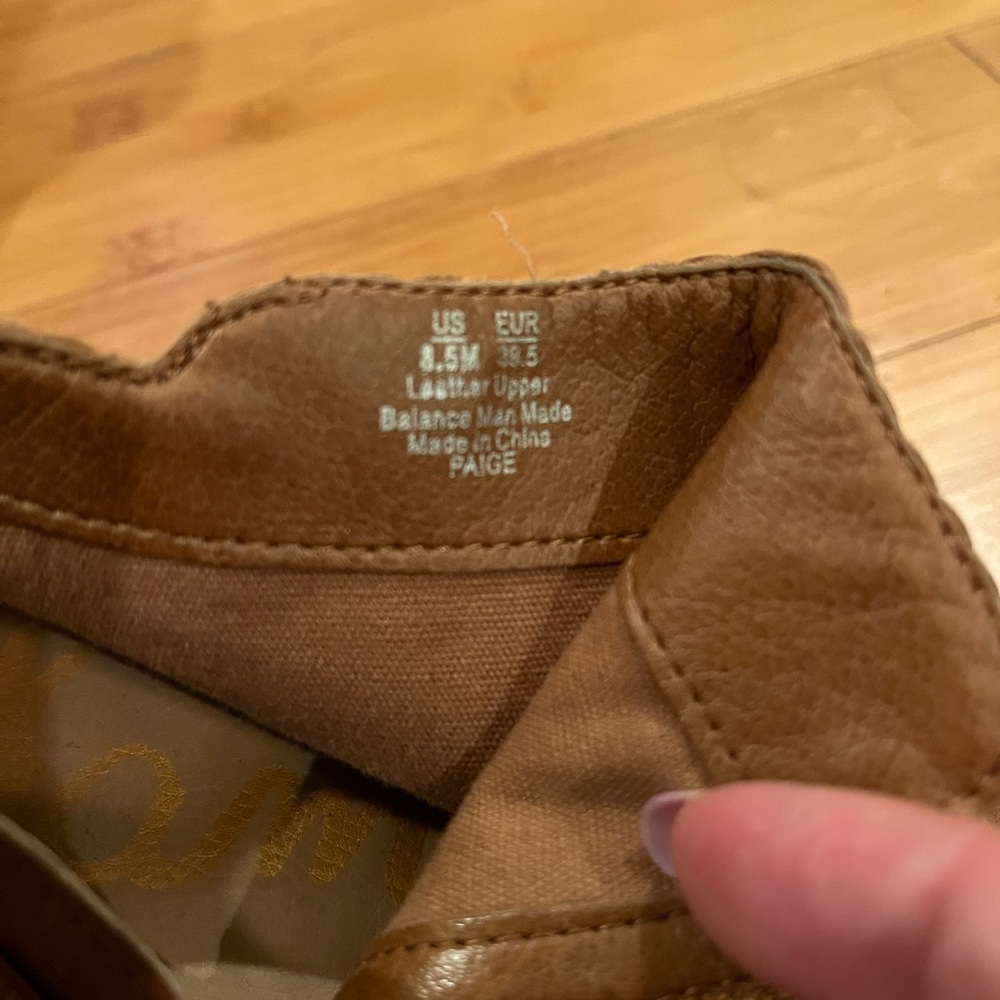 US EUR
8.5M 39.5
Leather Upper
Balance Man Made
Made in China
PAIGE